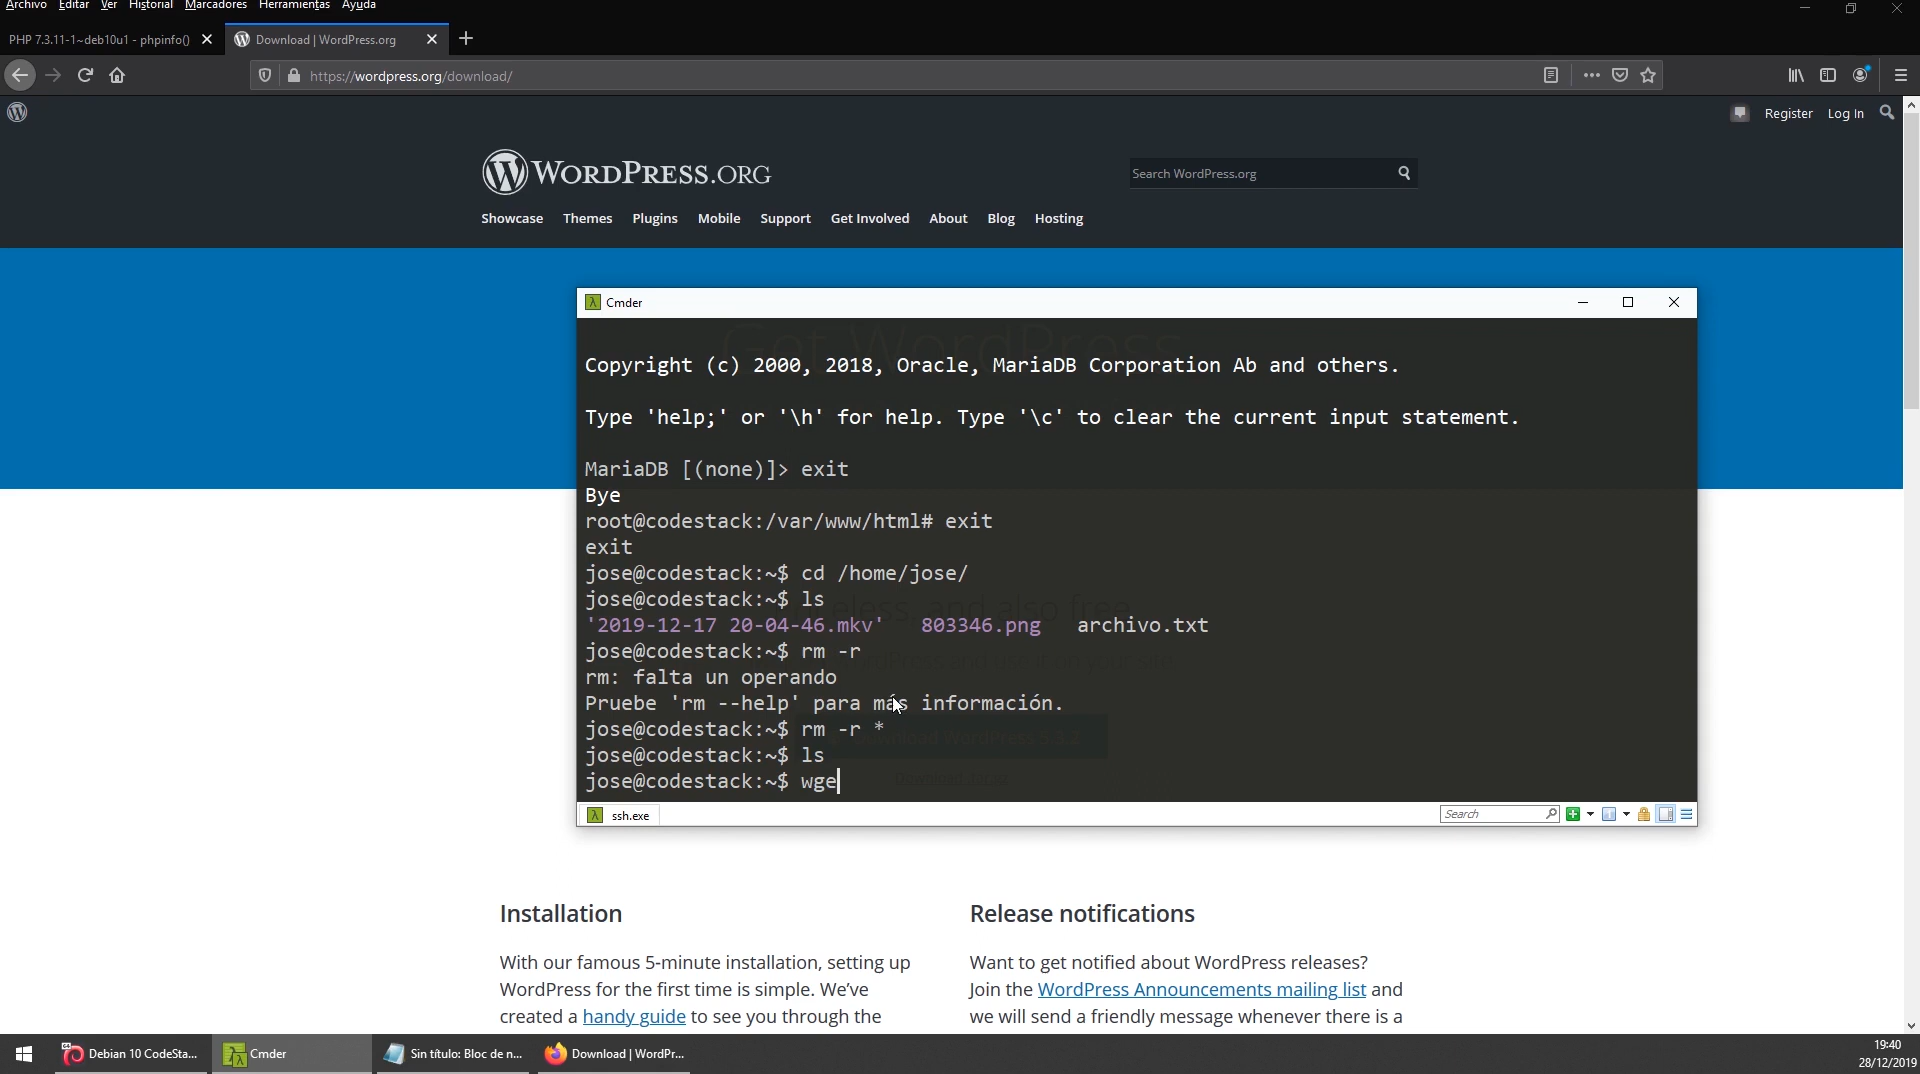 Archivo Editar Ver Historial Marcadores Herramientas Ayuda
PHP 7.3.11-1~deb10u1 - phpinfo()
Download | WordPress.org
https://wordpress.org/download/
Register Log In
WORDPRESS.ORG
Search WordPress.org
Showcase Themes Plugins Mobile Support Get Involved About Blog Hosting
Cmder
Get WordPress
Copyright (c) 2000, 2018, Oracle, MariaDB Corporation Ab and others.
Type 'help;' or '\h' for help. Type '\c' to clear the current input statement.
MariaDB [(none)]> exit
Bye
root@codestack:/var/www/html# exit
exit
jose@codestack:~$ cd /home/jose/
jose@codestack:~$ ls
eless, and also free
'2019-12-17 20-04-46.mkv' 803346.png archivo.txt
jose@codestack:~$ rm -r
rm: falta un operando
Pruebe 'rm --help' para más información.
jose@codestack:~$ rm -r *
jose@codestack:~$ ls
jose@codestack:~$ wge
ssh.exe
Search
Installation
With our famous 5-minute installation, setting up
WordPress for the first time is simple. We’ve
created a handy guide to see you through the
Release notifications
Want to get notified about WordPress releases?
Join the WordPress Announcements mailing list and
we will send a friendly message whenever there is a
Debian 10 CodeSta...
Cmder
Sin título: Bloc de n...
Download | WordPr...
19:40
28/12/2019